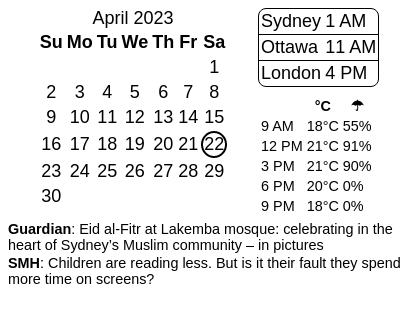 April 2023
Su Mo Tu We Th Fr Sa
1
2 3 4 5 6 7 8
9 10 11 12 13 14 15
16 17 18 19 20 21 22
23 24 25 26 27 28 29
30
Sydney 1 AM
Ottawa 11 AM
London 4 PM
°C ☂
9 AM 18°C 55%
12 PM 21°C 91%
3 PM 21°C 90%
6 PM 20°C 0%
9 PM 18°C 0%
Guardian: Eid al-Fitr at Lakemba mosque: celebrating in the
heart of Sydney’s Muslim community – in pictures
SMH: Children are reading less. But is it their fault they spend
more time on screens?